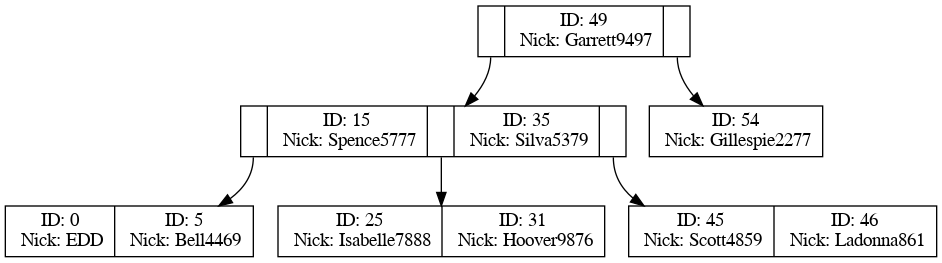 ID: 49
Nick: Garrett9497
ID: 15
Nick: Spence5777
ID: 35
Nick: Silva5379
ID: 54
Nick: Gillespie2277
ID: 0
Nick: EDD
ID: 5
Nick: Bell4469
ID: 25
Nick: Isabelle7888
ID: 31
Nick: Hoover9876
ID: 45
Nick: Scott4859
ID: 46
Nick: Ladonna861